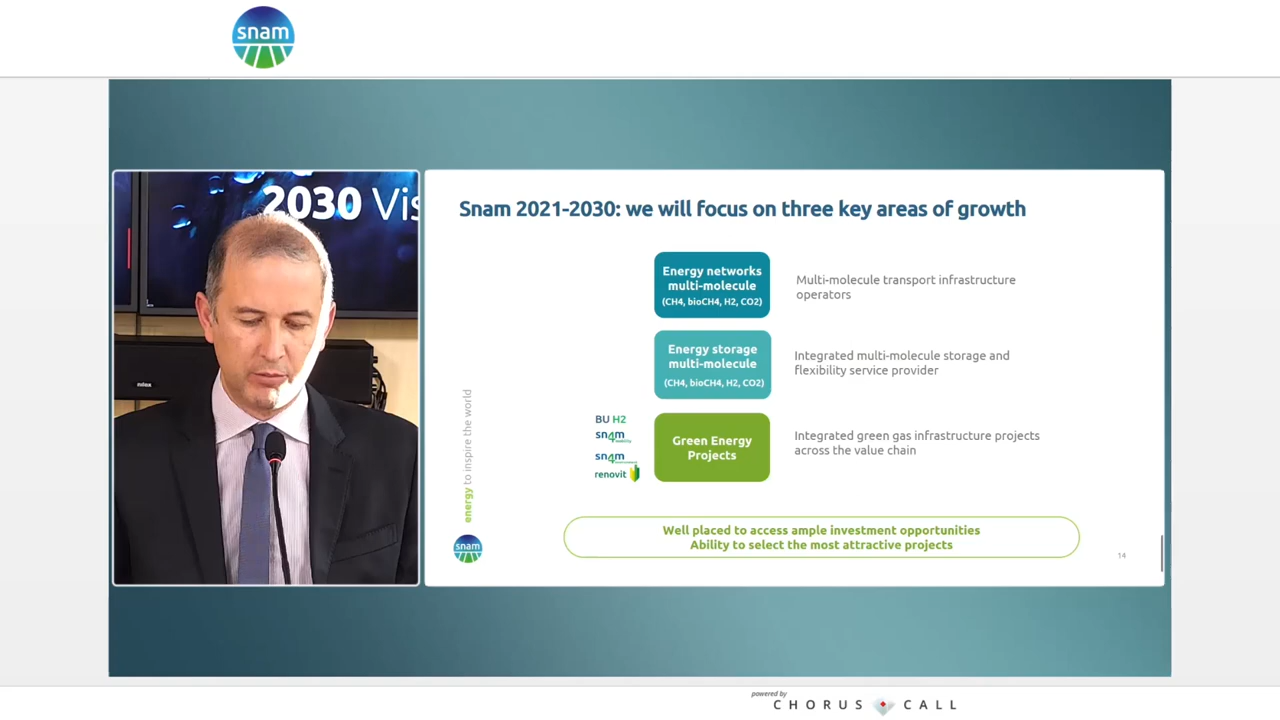 snam
2030 Vis
nilox
Snam 2021-2030: we will focus on three key areas of growth
Energy networks
multi-molecule
(CH4, bioCH4, H2, CO2)
Multi-molecule transport infrastructure
operators
Energy storage
multi-molecule
(CH4, bioCH4, H2, CO2)
Integrated multi-molecule storage and
flexibility service provider
BU H2
sn4m
mobility
sn4m
renovit
Green Energy
Projects
Integrated green gas infrastructure projects
across the value chain
energy to inspire the world
snam
Well placed to access ample investment opportunities
Ability to select the most attractive projects
14
powered by
CHORUS CALL